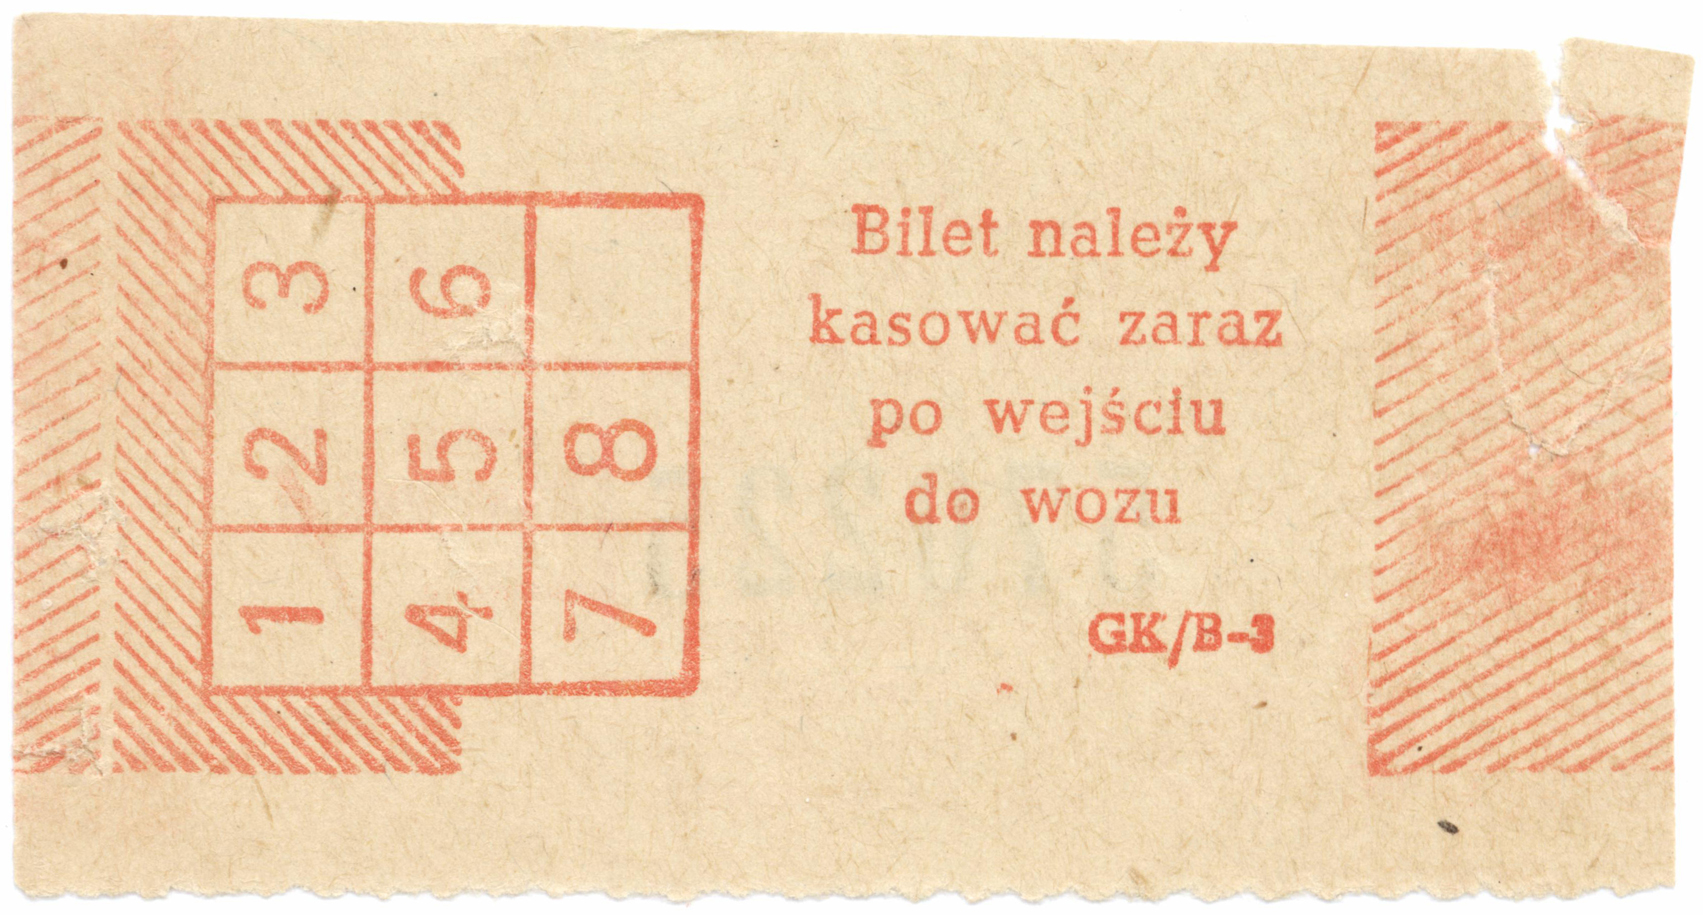 3 6
2 5 8
1 4 7
Bilet należy
kasować zaraz
po wejściu
do wozu
GK/B-3